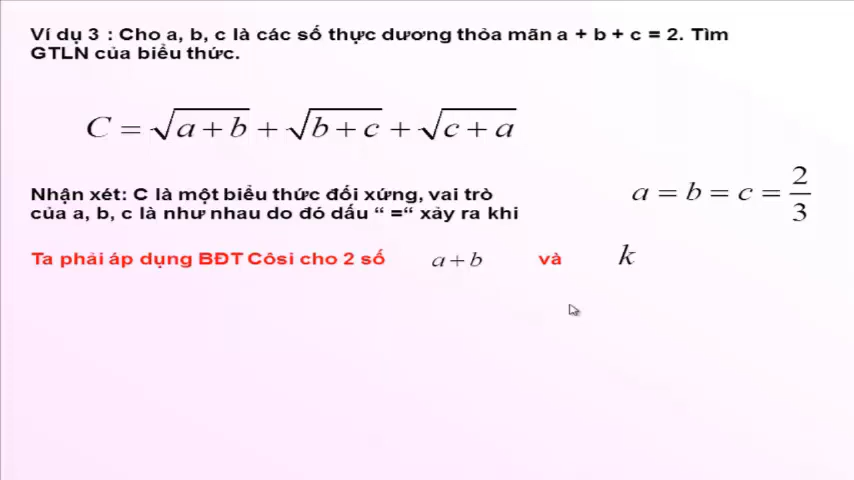 Ví dụ 3 : Cho a, b, c là các số thực dương thỏa mãn a + b + c = 2. Tìm
GTLN của biểu thức.
C = √(a + b) + √(b + c) + √(c + a)
Nhận xét: C là một biểu thức đối xứng, vai trò
của a, b, c là như nhau do đó dấu “ =“ xảy ra khi
a = b = c = 2/3
Ta phải áp dụng BĐT Côsi cho 2 số a + b và k